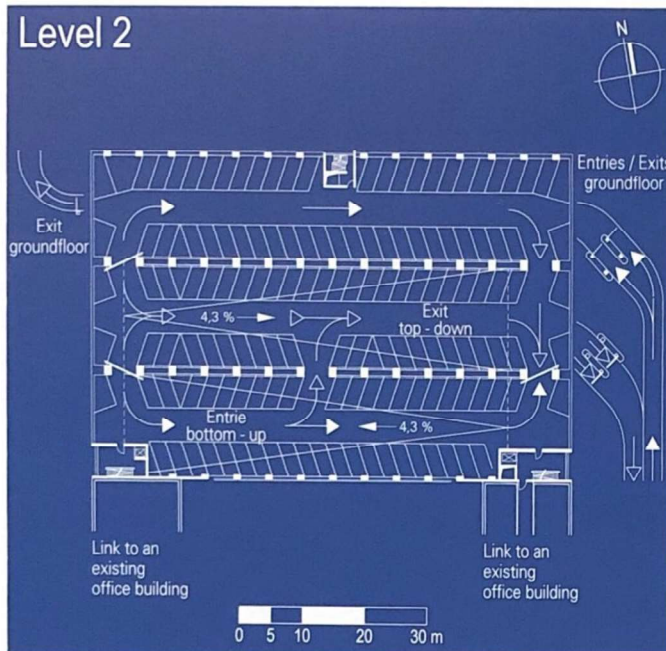 Level 2
N
Entries / Exits
groundfloor
Exit
groundfloor
4,3 %
Exit
top - down
Entrie
bottom - up
4,3 %
Link to an
existing
office building
Link to an
existing
office building
0 5 10 20 30 m